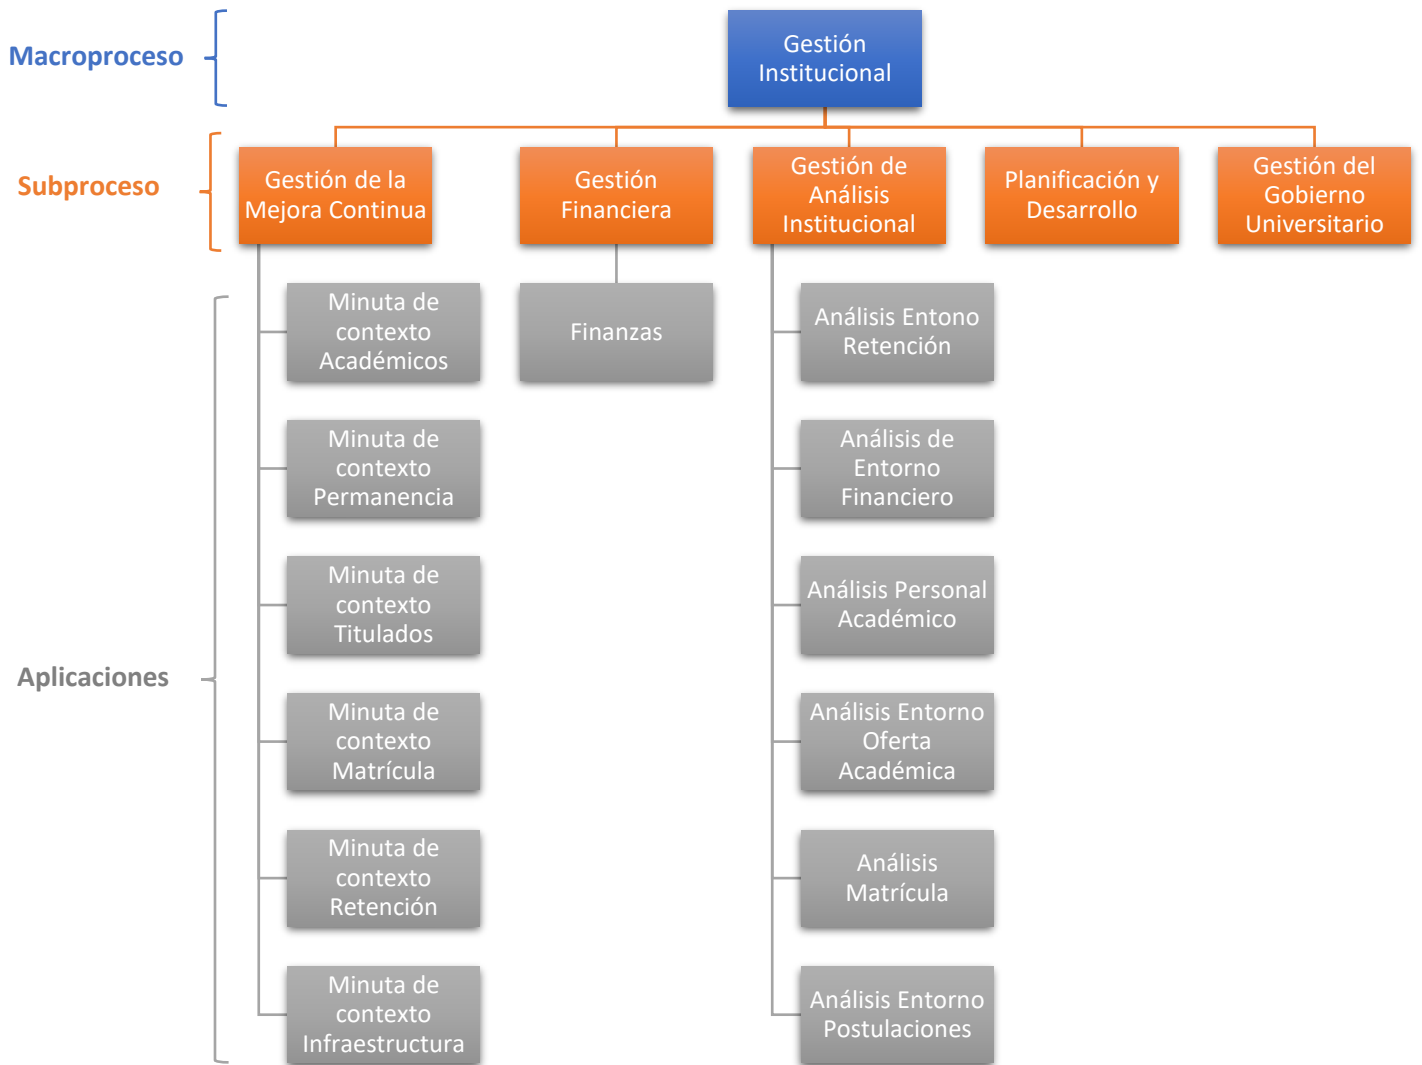 Macroproceso
Gestión
Institucional
Subproceso
Gestión de la
Mejora Continua
Gestión
Financiera
Gestión de
Análisis
Institucional
Planificación y
Desarrollo
Gestión del
Gobierno
Universitario
Aplicaciones
Minuta de
contexto
Académicos
Minuta de
contexto
Permanencia
Minuta de
contexto
Titulados
Minuta de
contexto
Matrícula
Minuta de
contexto
Retención
Minuta de
contexto
Infraestructura
Finanzas
Análisis Entono
Retención
Análisis de
Entorno
Financiero
Análisis Personal
Académico
Análisis Entorno
Oferta
Académica
Análisis
Matrícula
Análisis Entorno
Postulaciones